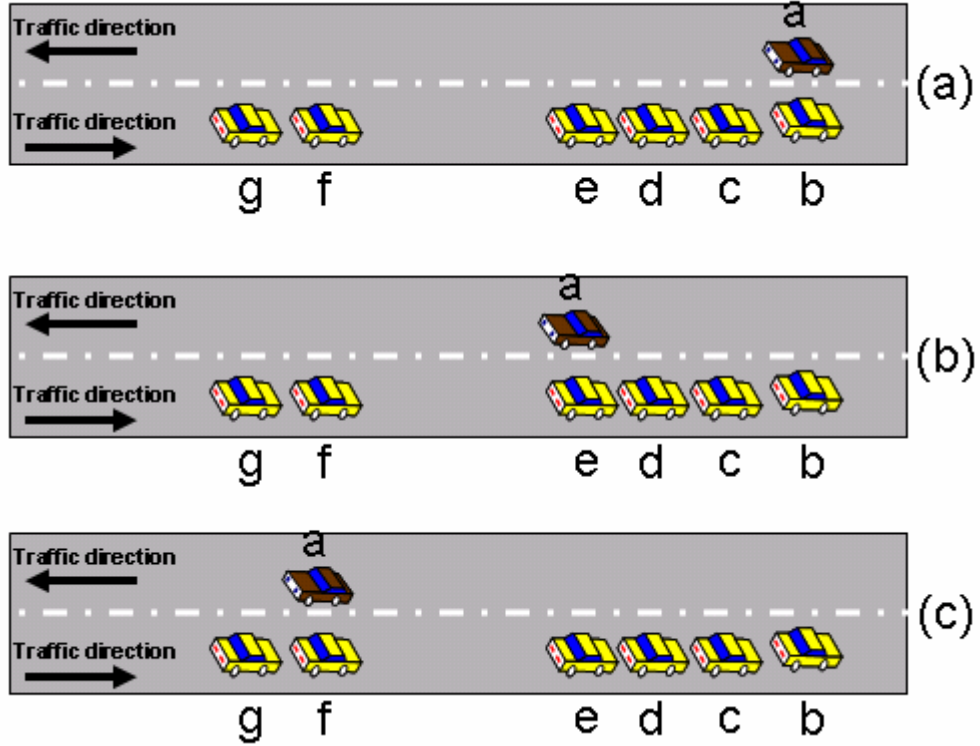 Traffic direction
a
(a)
Traffic direction
g f e d c b
Traffic direction
a
(b)
Traffic direction
g f e d c b
Traffic direction
a
(c)
Traffic direction
g f e d c b